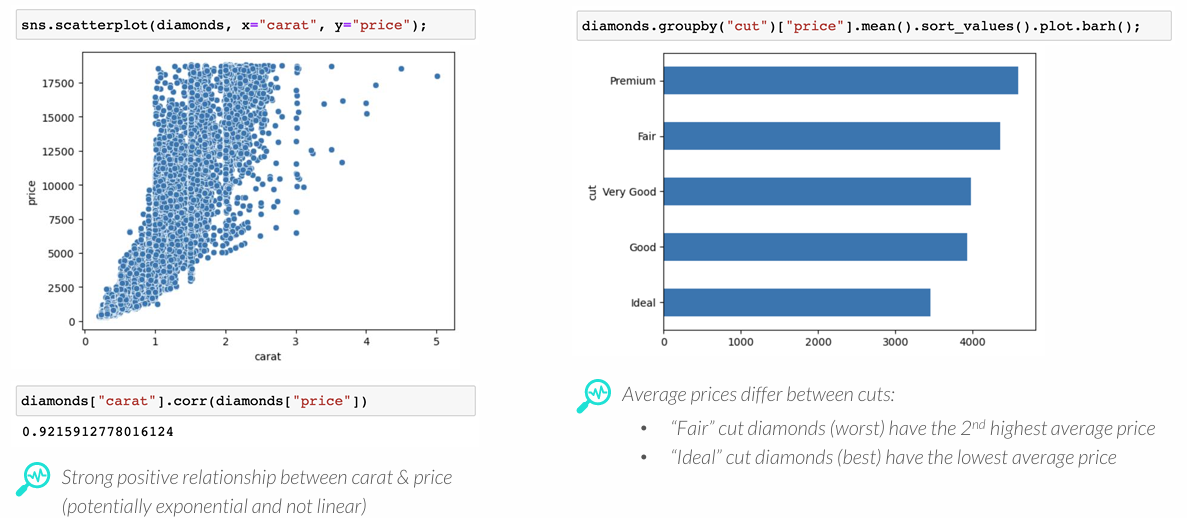 sns.scatterplot(diamonds, x="carat", y="price");
17500
15000
12500
10000
7500
5000
2500
0
price
0 1 2 3 4 5
carat
diamonds["carat"].corr(diamonds["price"])
0.9215912778016124
Strong positive relationship between carat & price
(potentially exponential and not linear)
diamonds.groupby("cut")["price"].mean().sort_values().plot.barh();
Premium
Fair
Very Good
Good
Ideal
cut
0 1000 2000 3000 4000
Average prices differ between cuts:
• “Fair” cut diamonds (worst) have the 2nd highest average price
• “Ideal” cut diamonds (best) have the lowest average price